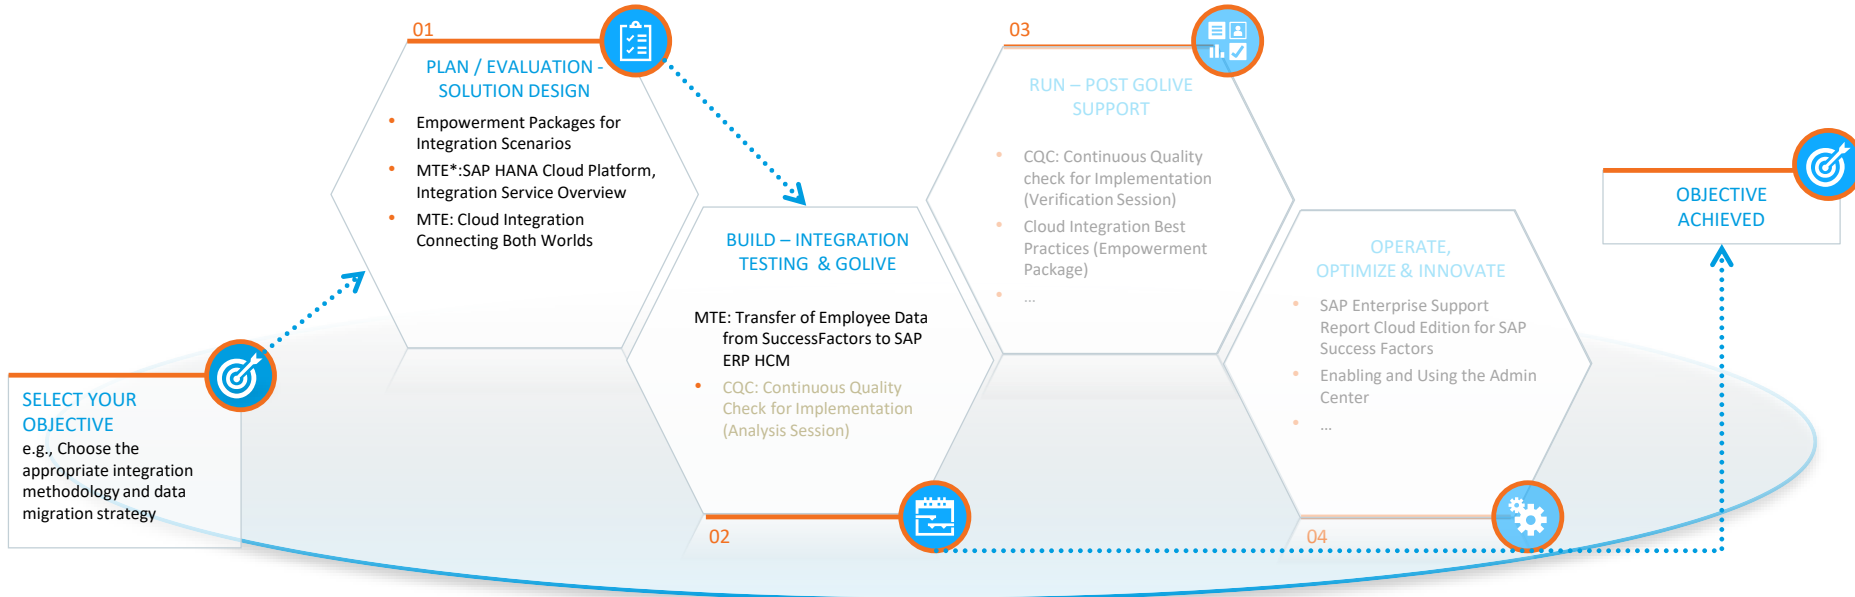 SELECT YOUR
OBJECTIVE
e.g., Choose the
appropriate integration
methodology and data
migration strategy
01
PLAN / EVALUATION -
SOLUTION DESIGN
• Empowerment Packages for
Integration Scenarios
• MTE*:SAP HANA Cloud Platform,
Integration Service Overview
• MTE: Cloud Integration
Connecting Both Worlds
BUILD – INTEGRATION
TESTING & GOLIVE
MTE: Transfer of Employee Data
from SuccessFactors to SAP
ERP HCM
• CQC: Continuous Quality
Check for Implementation
(Analysis Session)
02
03
RUN – POST GOLIVE
SUPPORT
• CQC: Continuous Quality
check for Implementation
(Verification Session)
• Cloud Integration Best
Practices (Empowerment
Package)
• ...
OPERATE,
OPTIMIZE & INNOVATE
• SAP Enterprise Support
Report Cloud Edition for SAP
Success Factors
• Enabling and Using the Admin
Center
• ...
04
OBJECTIVE
ACHIEVED